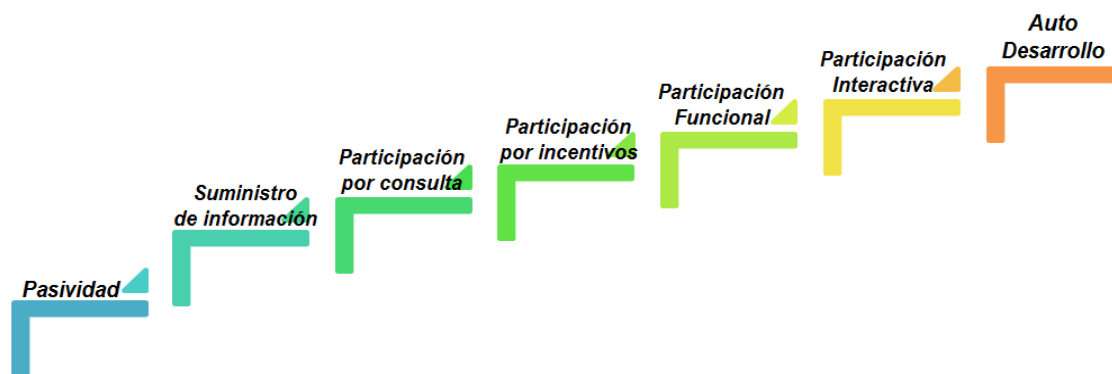 Pasividad
Suministro
de información
Participación
por consulta
Participación
por incentivos
Participación
Funcional
Participación
Interactiva
Auto
Desarrollo